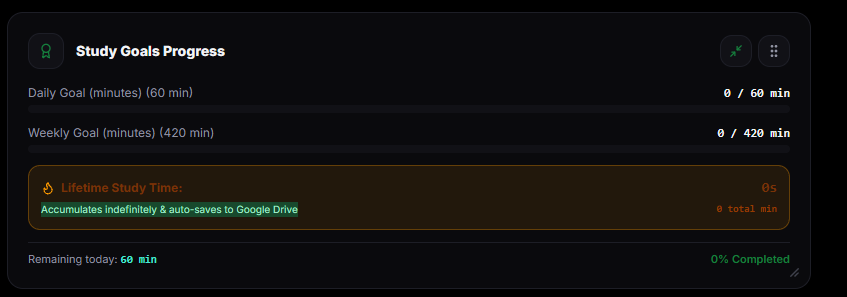 Study Goals Progress
Daily Goal (minutes) (60 min) 0 / 60 min
Weekly Goal (minutes) (420 min) 0 / 420 min
Lifetime Study Time: 0s
Accumulates indefinitely & auto-saves to Google Drive 0 total min
Remaining today: 60 min 0% Completed